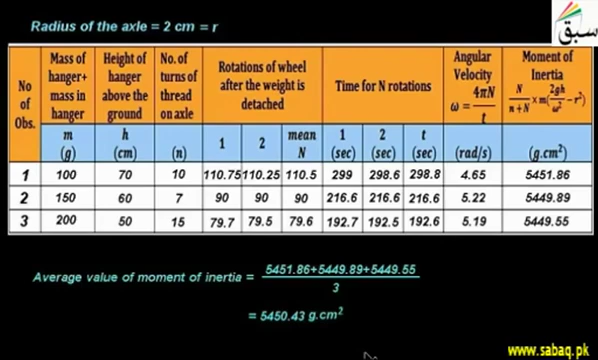 سبق
Radius of the axle = 2 cm = r
No of Obs. | Mass of hanger+ mass in hanger | Height of hanger above the ground | No. of turns of thread on axle | Rotations of wheel after the weight is detached | Time for N rotations | Angular Velocity ω = 4πN/t | Moment of Inertia N/(n+N) × m(2gh/ω² − r²)
m (g) | h (cm) | (n) | 1 | 2 | mean N | 1 (sec) | 2 (sec) | t (sec) | (rad/s) | (g.cm²)
1 | 100 | 70 | 10 | 110.75 | 110.25 | 110.5 | 299 | 298.6 | 298.8 | 4.65 | 5451.86
2 | 150 | 60 | 7 | 90 | 90 | 90 | 216.6 | 216.6 | 216.6 | 5.22 | 5449.89
3 | 200 | 50 | 15 | 79.7 | 79.5 | 79.6 | 192.7 | 192.5 | 192.6 | 5.19 | 5449.55
Average value of moment of inertia = 5451.86+5449.89+5449.55 / 3
= 5450.43 g.cm²
www.sabaq.pk